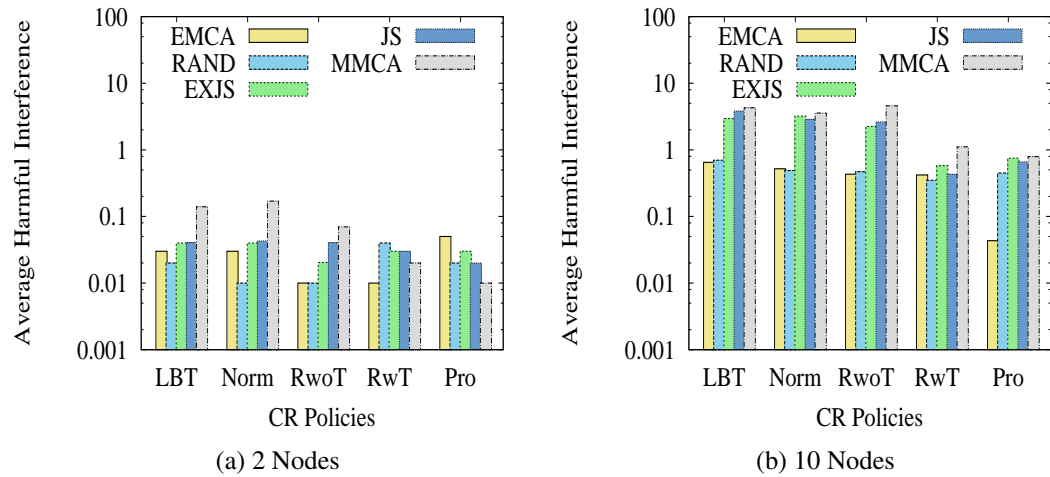 Average Harmful Interference
100
10
1
0.1
0.01
0.001
EMCA
RAND
EXJS
JS
MMCA
LBT Norm RwoT RwT Pro
CR Policies
(a) 2 Nodes
Average Harmful Interference
100
10
1
0.1
0.01
0.001
EMCA
RAND
EXJS
JS
MMCA
LBT Norm RwoT RwT Pro
CR Policies
(b) 10 Nodes